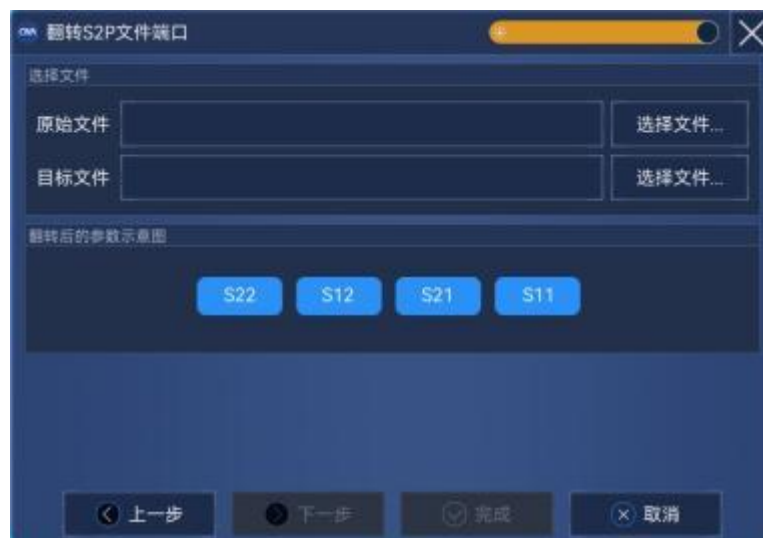 翻转S2P文件端口
选择文件
原始文件 选择文件...
目标文件 选择文件...
翻转后的参数示意图
S22 S12 S21 S11
上一步 下一步 完成 取消